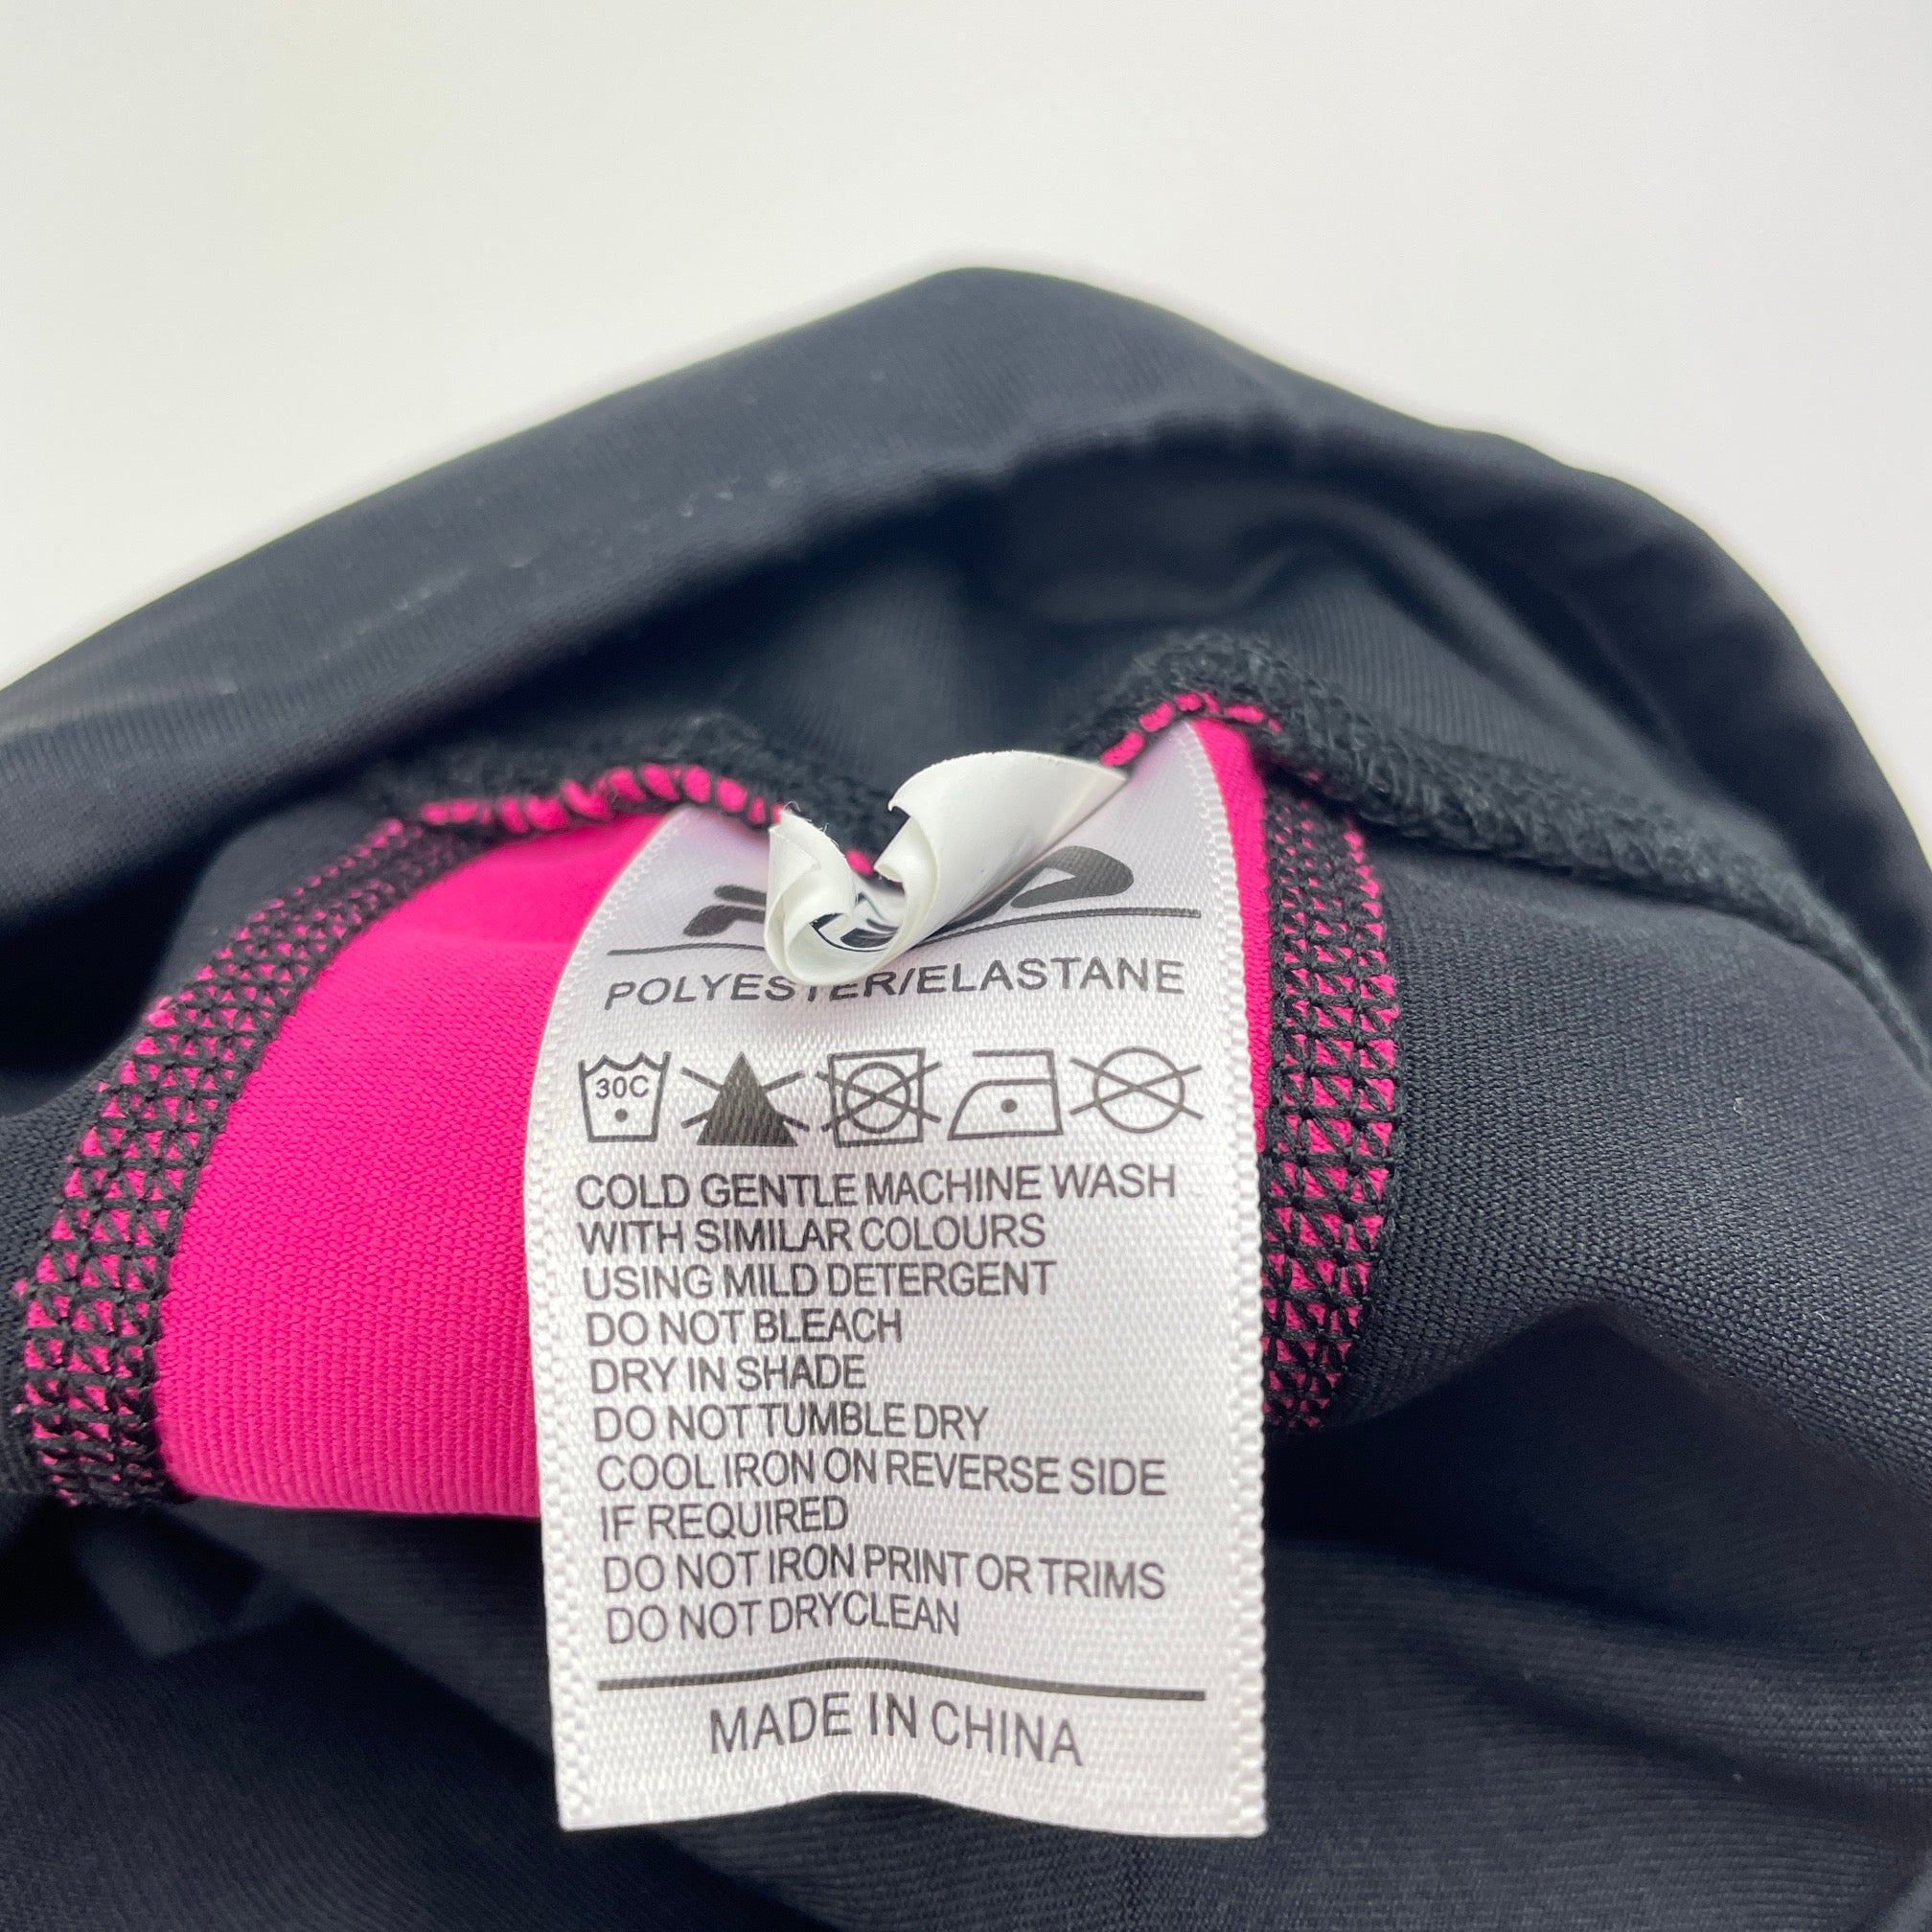 POLYESTER/ELASTANE
30C
COLD GENTLE MACHINE WASH
WITH SIMILAR COLOURS
USING MILD DETERGENT
DO NOT BLEACH
DRY IN SHADE
DO NOT TUMBLE DRY
COOL IRON ON REVERSE SIDE
IF REQUIRED
DO NOT IRON PRINT OR TRIMS
DO NOT DRYCLEAN
MADE IN CHINA